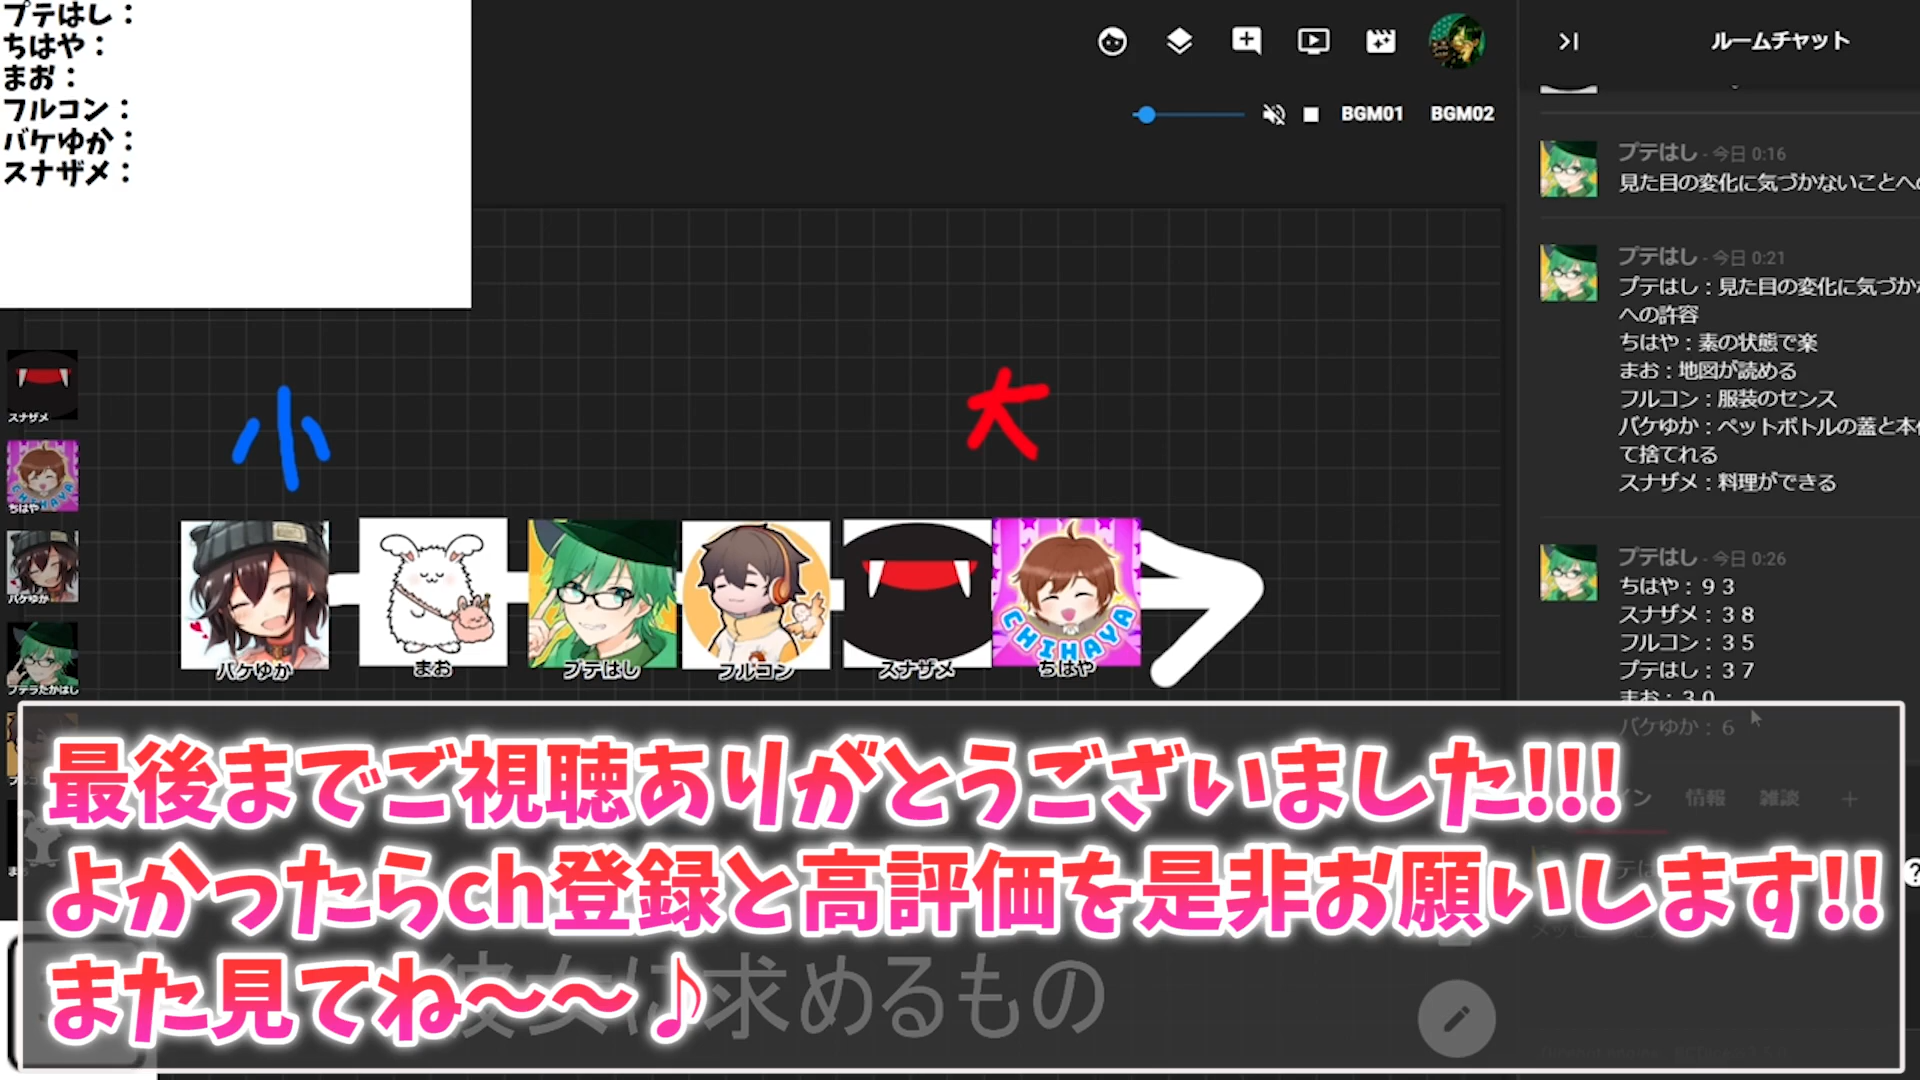 プテはし：
ちはや：
まお：
フルコン：
バケゆか：
スナザメ：
BGM01
BGM02
スナザメ
ちはや
バケゆか
プテラたかはし
小
大
バケゆか
まお
プテはし
フルコン
スナザメ
CHIHAYA
ちはや
ルームチャット
プテはし - 今日 0:16
見た目の変化に気づかないことへ
プテはし - 今日 0:21
プテはし：見た目の変化に気づか
への許容
ちはや：素の状態で楽
まお：地図が読める
フルコン：服装のセンス
バケゆか：ペットボトルの蓋と本
て捨てれる
スナザメ：料理ができる
プテはし - 今日 0:26
ちはや：９３
スナザメ：３８
フルコン：３５
プテはし：３７
まお：３０
バケゆか：６
情報
雑談
最後までご視聴ありがとうございました!!!
よかったらch登録と高評価を是非お願いします!!
また見てね〜〜♪
彼女に求めるもの